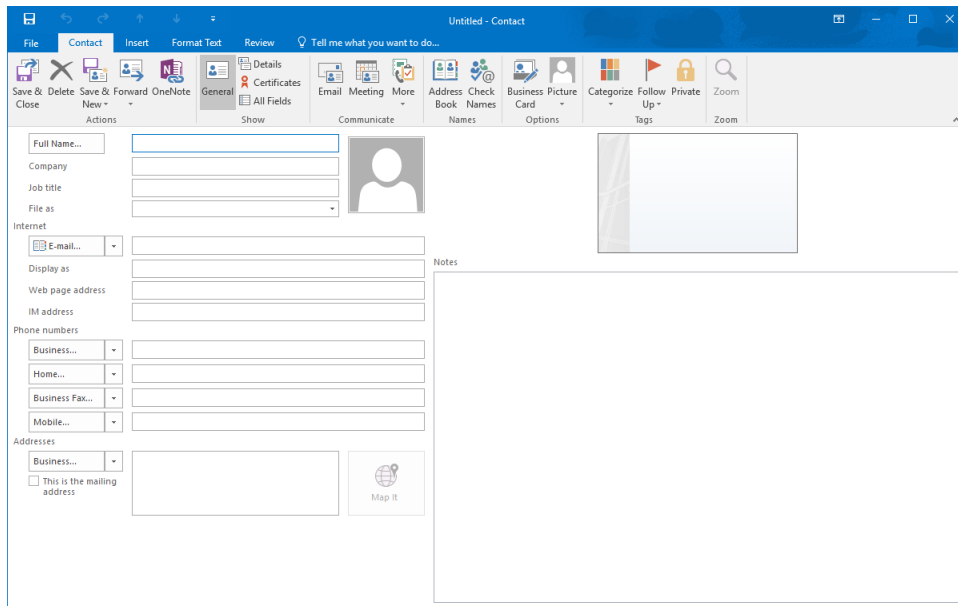 Untitled - Contact
File Contact Insert Format Text Review Tell me what you want to do...
Save & Close
Delete
Save & New
Forward
OneNote
Actions
General
Details
Certificates
All Fields
Show
Email
Meeting
More
Communicate
Address Book
Check Names
Names
Business Card
Picture
Options
Categorize
Follow Up
Private
Tags
Zoom
Zoom
Full Name...
Company
Job title
File as
Internet
E-mail...
Display as
Web page address
IM address
Phone numbers
Business...
Home...
Business Fax...
Mobile...
Addresses
Business...
This is the mailing
address
Map It
Notes